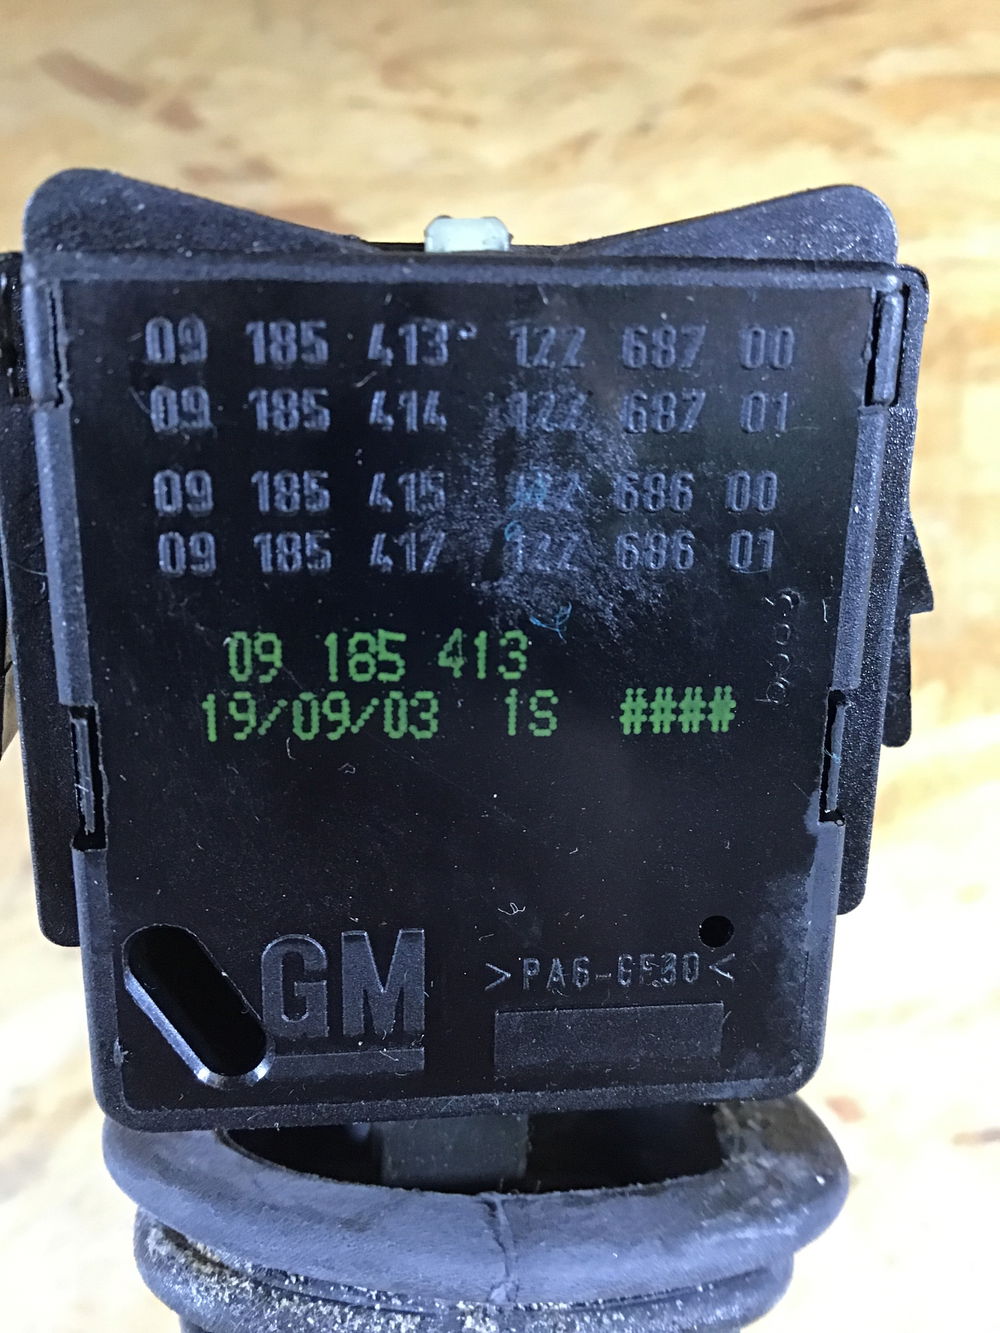 09 185 413 122 687 00
09 185 414 122 687 01
09 185 415 122 686 00
09 185 417 122 686 01
09 185 413
19/09/03 1S ####
GM
>PA6-GF30<